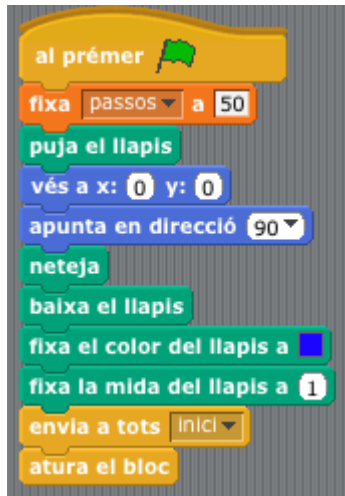 al prémer
fixa passos a 50
puja el llapis
vés a x: 0 y: 0
apunta en direcció 90
neteja
baixa el llapis
fixa el color del llapis a
fixa la mida del llapis a 1
envia a tots inici
atura el bloc